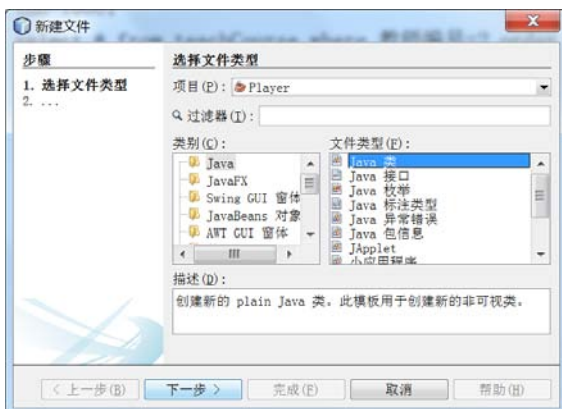 新建文件
步骤
1. 选择文件类型
2. ...
选择文件类型
项目(P): Player
过滤器(I):
类别(C):
Java
JavaFX
Swing GUI 窗体
JavaBeans 对象
AWT GUI 窗体
文件类型(F):
Java 类
Java 接口
Java 枚举
Java 标注类型
Java 异常错误
Java 包信息
JApplet
小应用程序
描述(D):
创建新的 plain Java 类。此模板用于创建新的非可视类。
< 上一步(B)
下一步 >
完成(F)
取消
帮助(H)